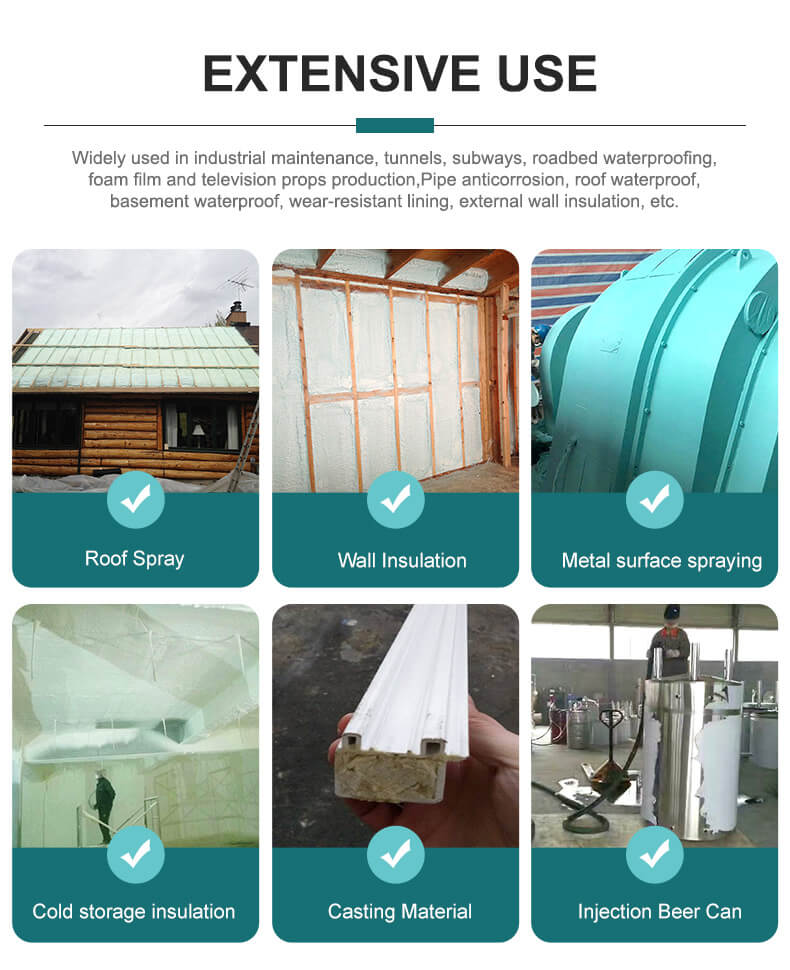 EXTENSIVE USE
Widely used in industrial maintenance, tunnels, subways, roadbed waterproofing,
foam film and television props production,Pipe anticorrosion, roof waterproof,
basement waterproof, wear-resistant lining, external wall insulation, etc.
Roof Spray
Wall Insulation
Metal surface spraying
Cold storage insulation
Casting Material
Injection Beer Can